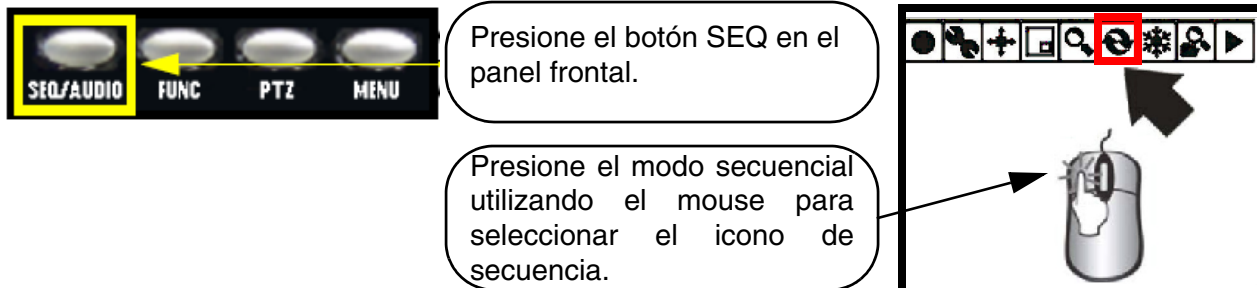 SEQ/AUDIO FUNC PTZ MENU
Presione el botón SEQ en el
panel frontal.
Presione el modo secuencial
utilizando el mouse para
seleccionar el icono de
secuencia.